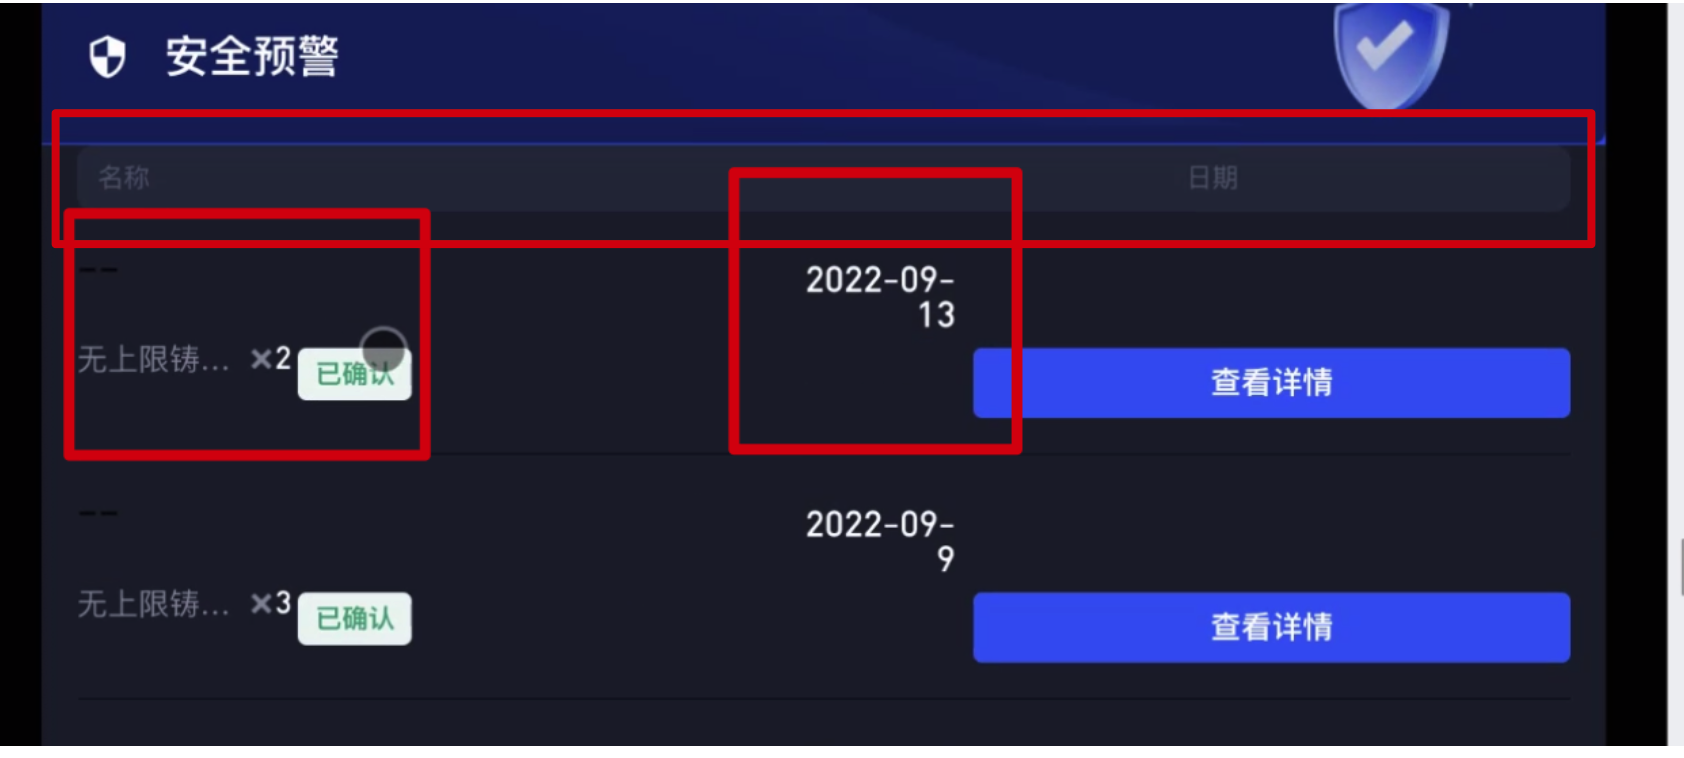 安全预警
名称 日期
--
2022-09-
13
无上限铸... ×2 已确认
查看详情
--
2022-09-
9
无上限铸... ×3 已确认
查看详情